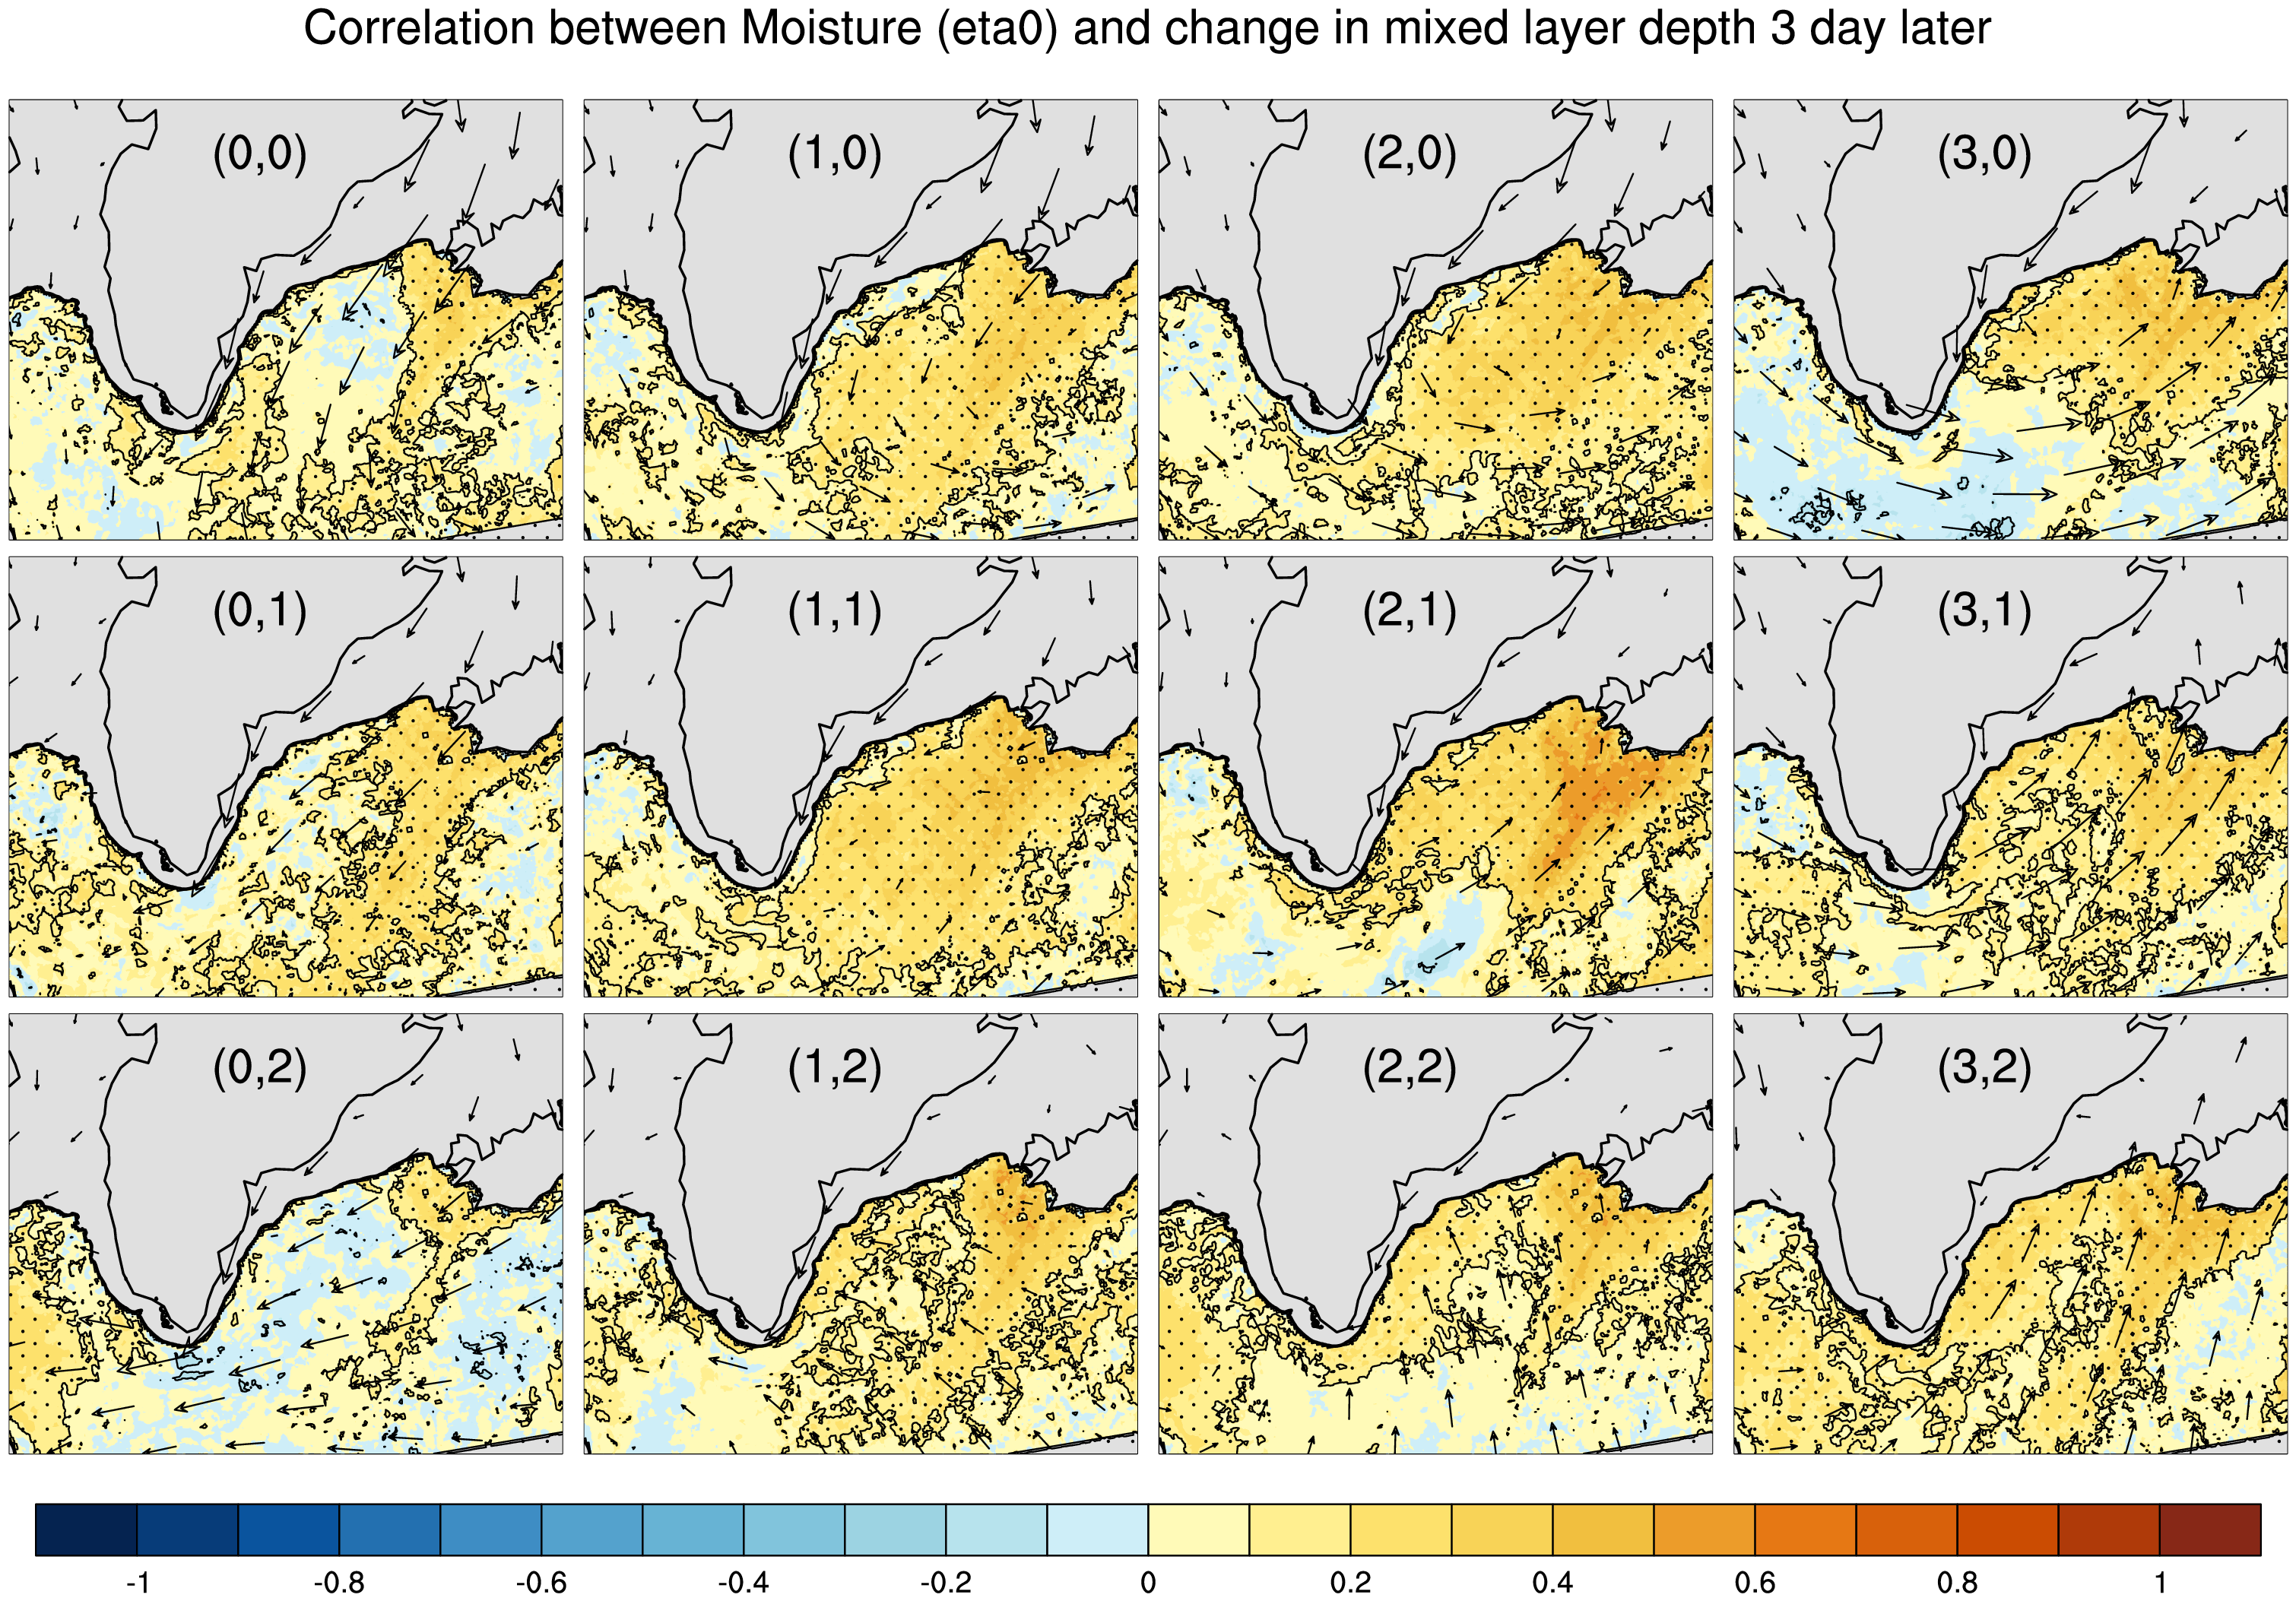 Correlation between Moisture (eta0) and change in mixed layer depth 3 day later
(0,0) (1,0) (2,0) (3,0)
(0,1) (1,1) (2,1) (3,1)
(0,2) (1,2) (2,2) (3,2)
-1 -0.8 -0.6 -0.4 -0.2 0 0.2 0.4 0.6 0.8 1